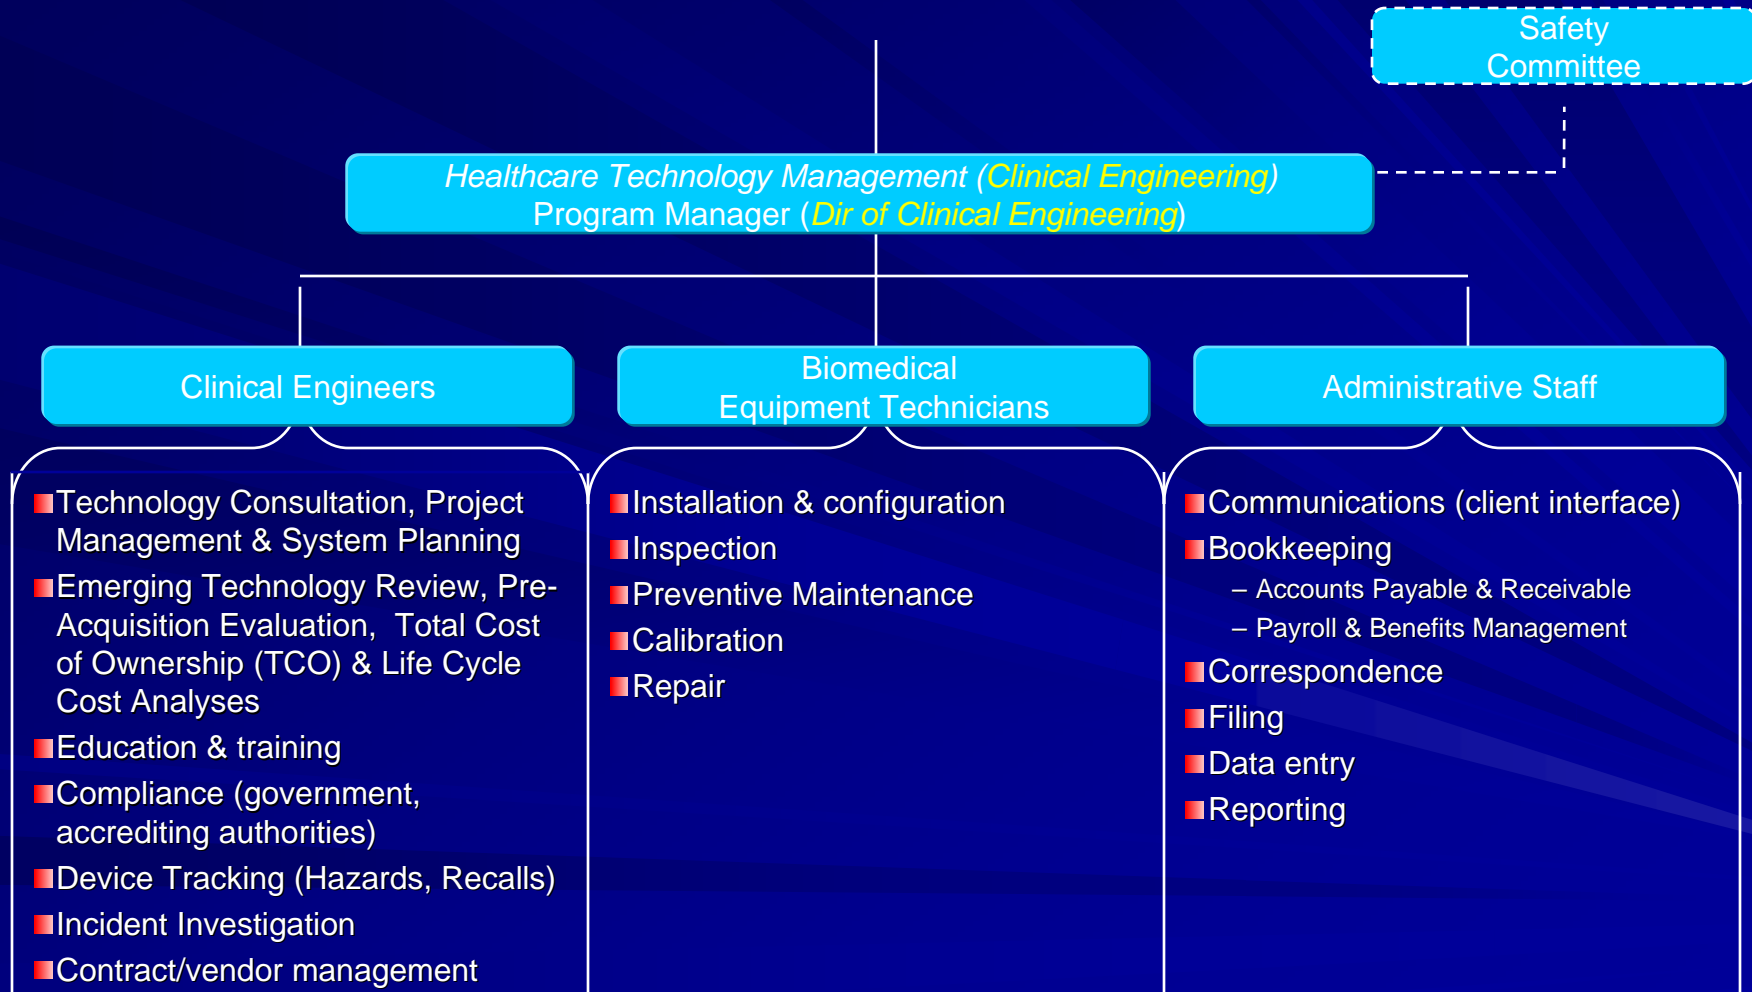 Safety
Committee
Healthcare Technology Management (Clinical Engineering)
Program Manager (Dir of Clinical Engineering)
Clinical Engineers
Biomedical
Equipment Technicians
Administrative Staff
Technology Consultation, Project
Management & System Planning
Emerging Technology Review, Pre-
Acquisition Evaluation,  Total Cost
of Ownership (TCO) & Life Cycle
Cost Analyses
Education & training
Compliance (government,
accrediting authorities)
Device Tracking (Hazards, Recalls)
Incident Investigation
Contract/vendor management
Installation & configuration
Inspection
Preventive Maintenance
Calibration
Repair
Communications (client interface)
Bookkeeping
– Accounts Payable & Receivable
– Payroll & Benefits Management
Correspondence
Filing
Data entry
Reporting